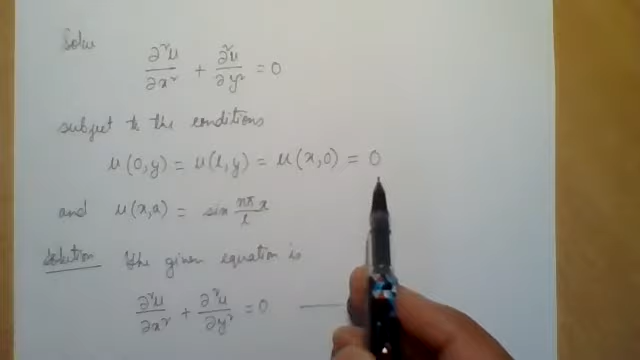 Solve
∂²u/∂x² + ∂²u/∂y² = 0
subject to the conditions
u(0,y) = u(l,y) = u(x,0) = 0
and u(x,a) = sin nπ/l x
Solution The given equation is
∂²u/∂x² + ∂²u/∂y² = 0